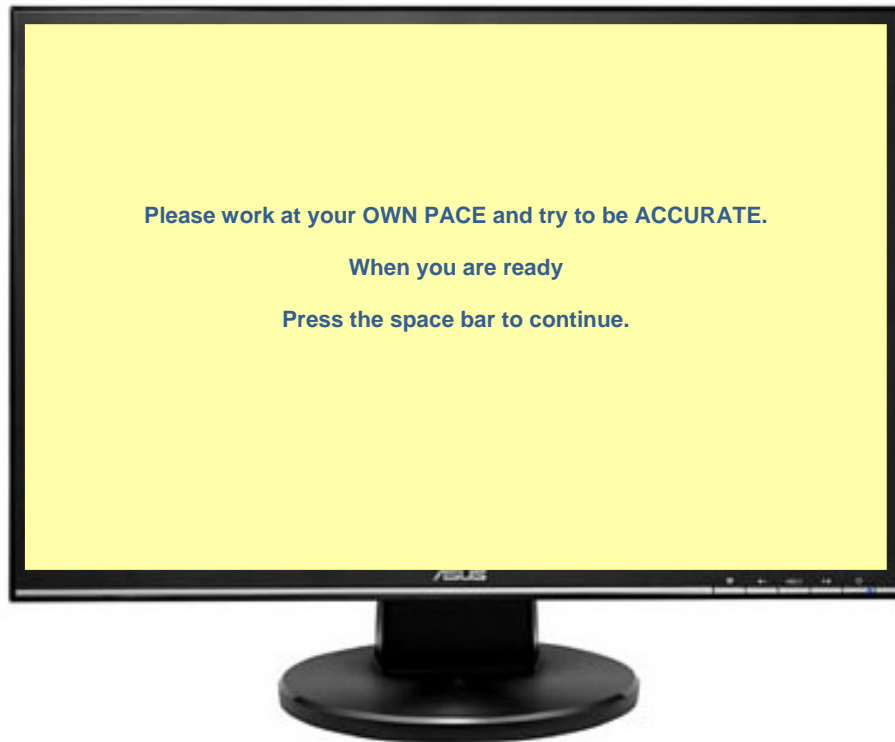 Please work at your OWN PACE and try to be ACCURATE.
When you are ready
Press the space bar to continue.
ASUS